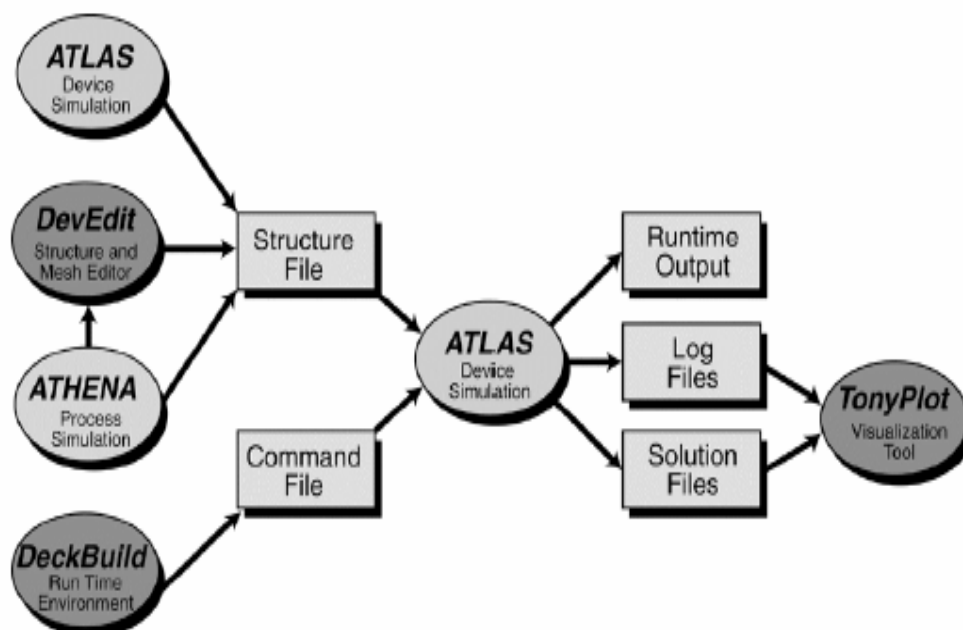 ATLAS
Device
Simulation
DevEdit
Structure and
Mesh Editor
ATHENA
Process
Simulation
DeckBuild
Run Time
Environment
Structure
File
Command
File
ATLAS
Device
Simulation
Runtime
Output
Log
Files
Solution
Files
TonyPlot
Visualization
Tool